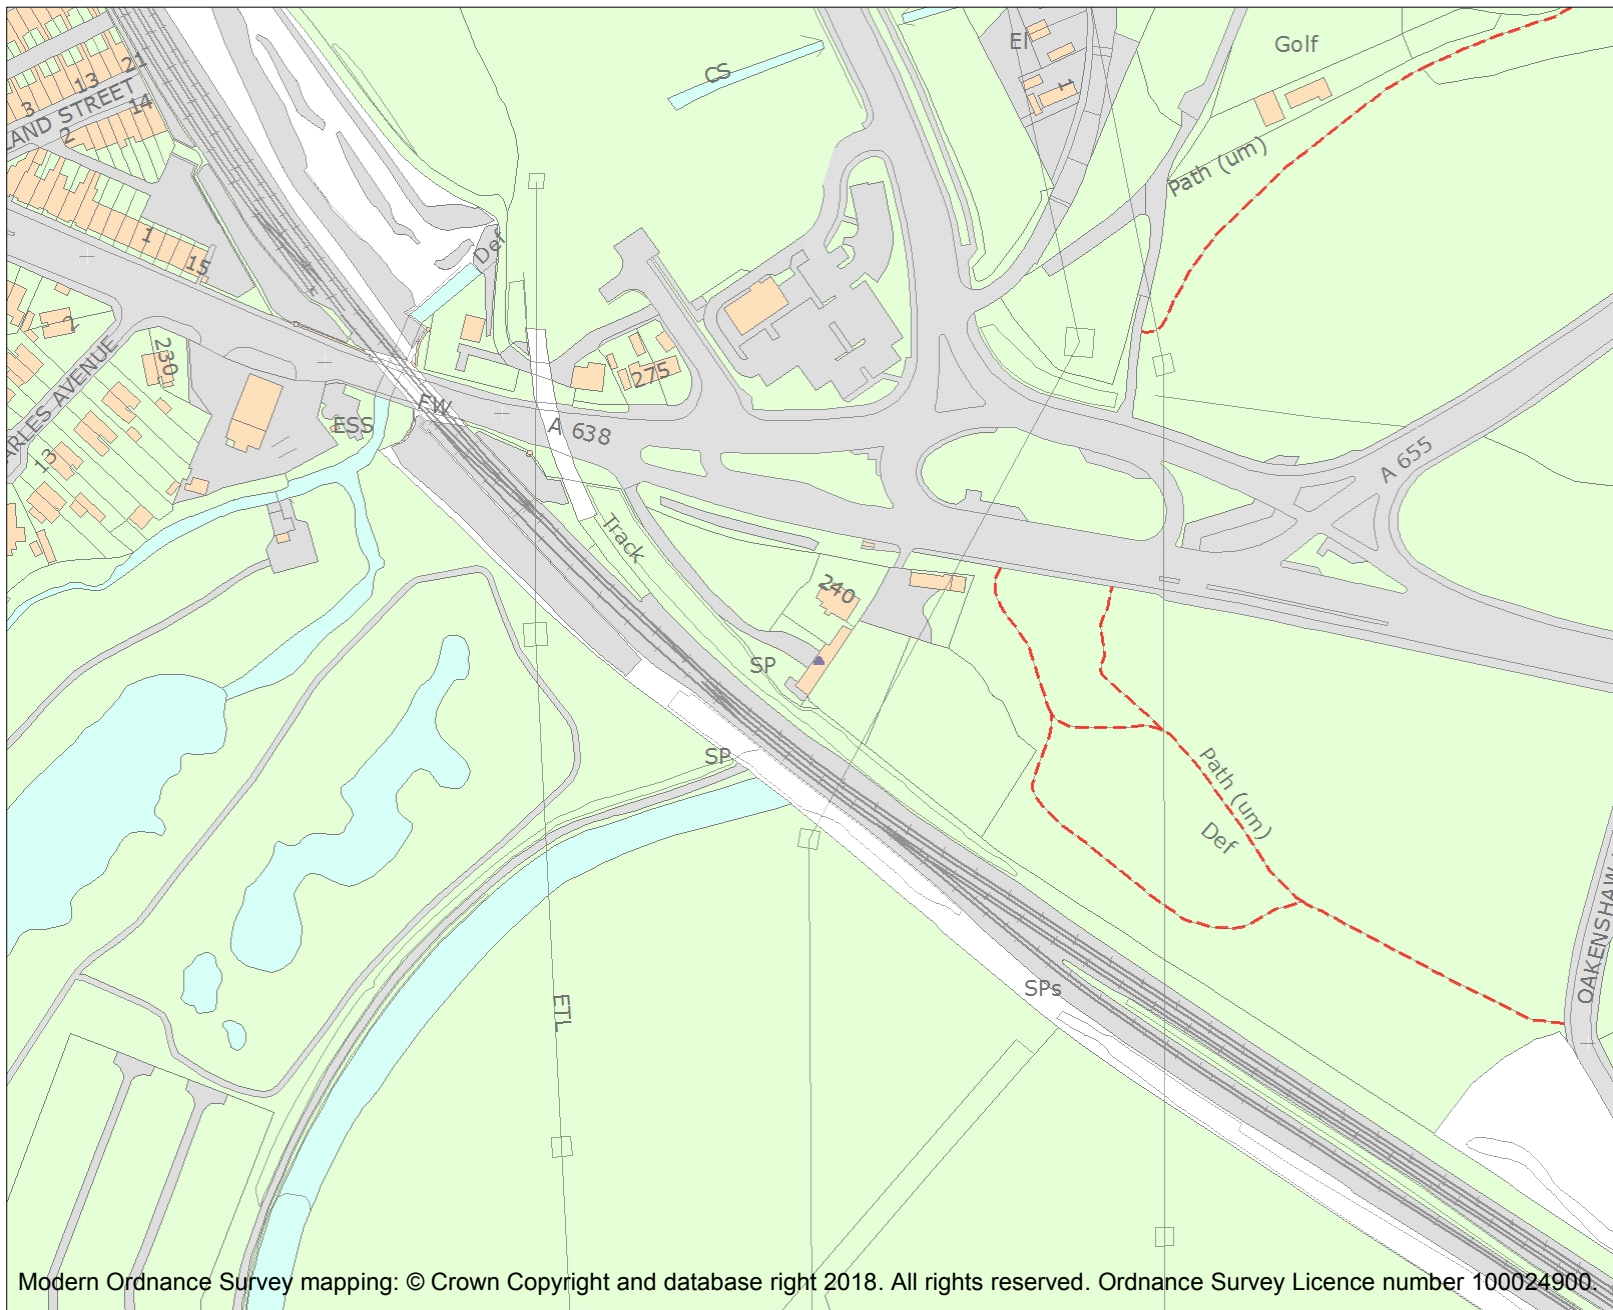 El
Golf
CS
21
13
3
LAND STREET
14
2
Path (um)
1
1
15
Def
2
230
275
ARLES AVENUE
FW
ESS
A 638
A 655
13
Track
240
SP
SP
Path (um)
Def
OAKENSHAW
SPs
ETL
Modern Ordnance Survey mapping: © Crown Copyright and database right 2018. All rights reserved. Ordnance Survey Licence number 100024900.